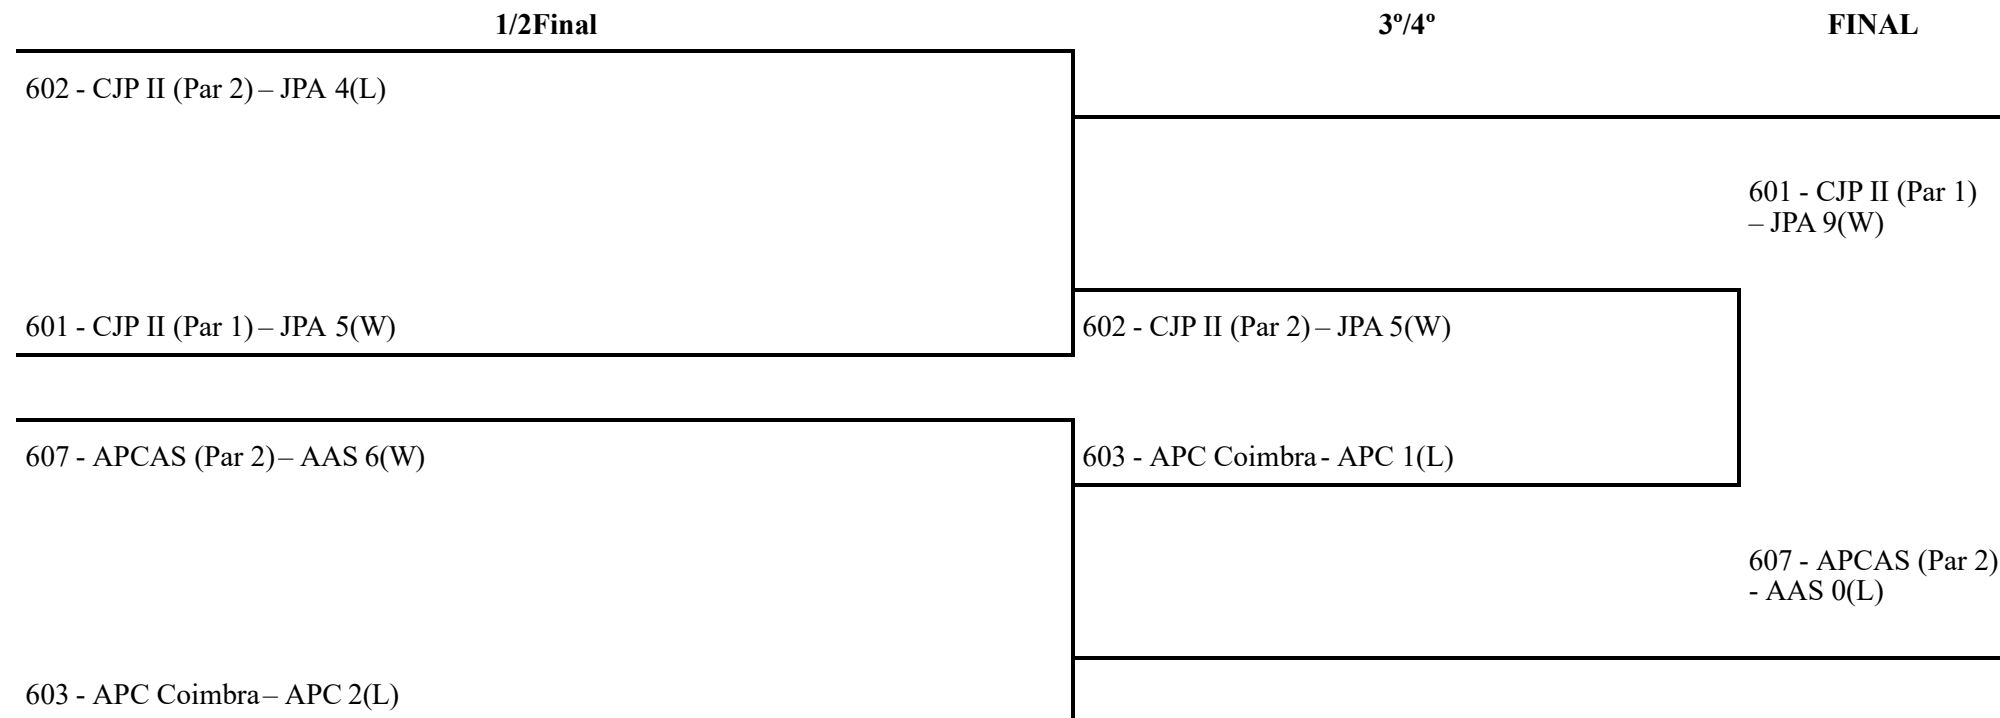 1/2Final
3º/4º
FINAL
602 - CJP II (Par 2) – JPA 4(L)
601 - CJP II (Par 1)
– JPA 9(W)
601 - CJP II (Par 1) – JPA 5(W)
602 - CJP II (Par 2) – JPA 5(W)
607 - APCAS (Par 2) – AAS 6(W)
603 - APC Coimbra - APC 1(L)
607 - APCAS (Par 2)
- AAS 0(L)
603 - APC Coimbra – APC 2(L)